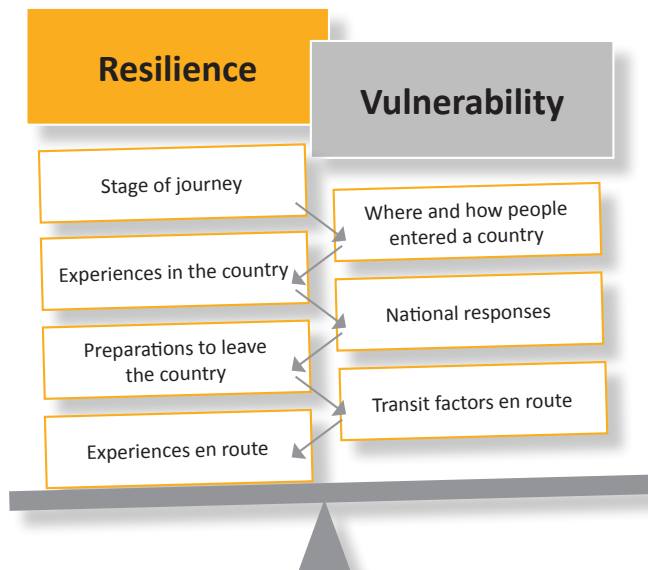 Resilience
Vulnerability
Stage of journey
Where and how people
entered a country
Experiences in the country
National responses
Preparations to leave
the country
Transit factors en route
Experiences en route